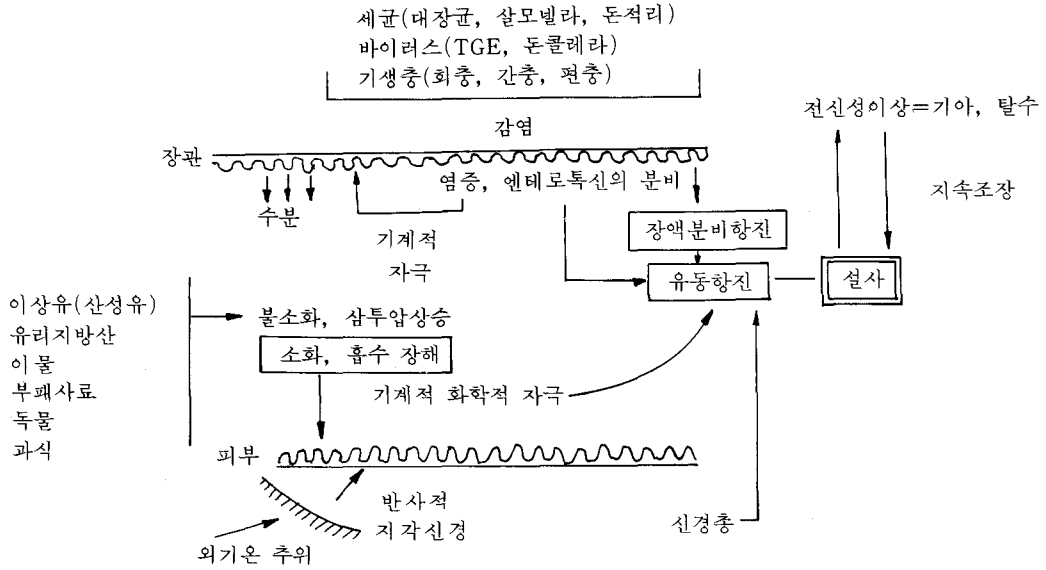 세균(대장균, 살모넬라, 돈적리)
바이러스(TGE, 돈콜레라)
기생충(회충, 간충, 편충)
감염
전신성이상=기아, 탈수
장관
염증, 엔테로톡신의 분비
지속조장
수분
기계적
자극
장액분비항진
유동항진
설사
이상유(산성유)
유리지방산
이물
부패사료
독물
과식
불소화, 삼투압상승
소화, 흡수 장해
기계적 화학적 자극
피부
반사적
지각신경
신경총
외기온 추위